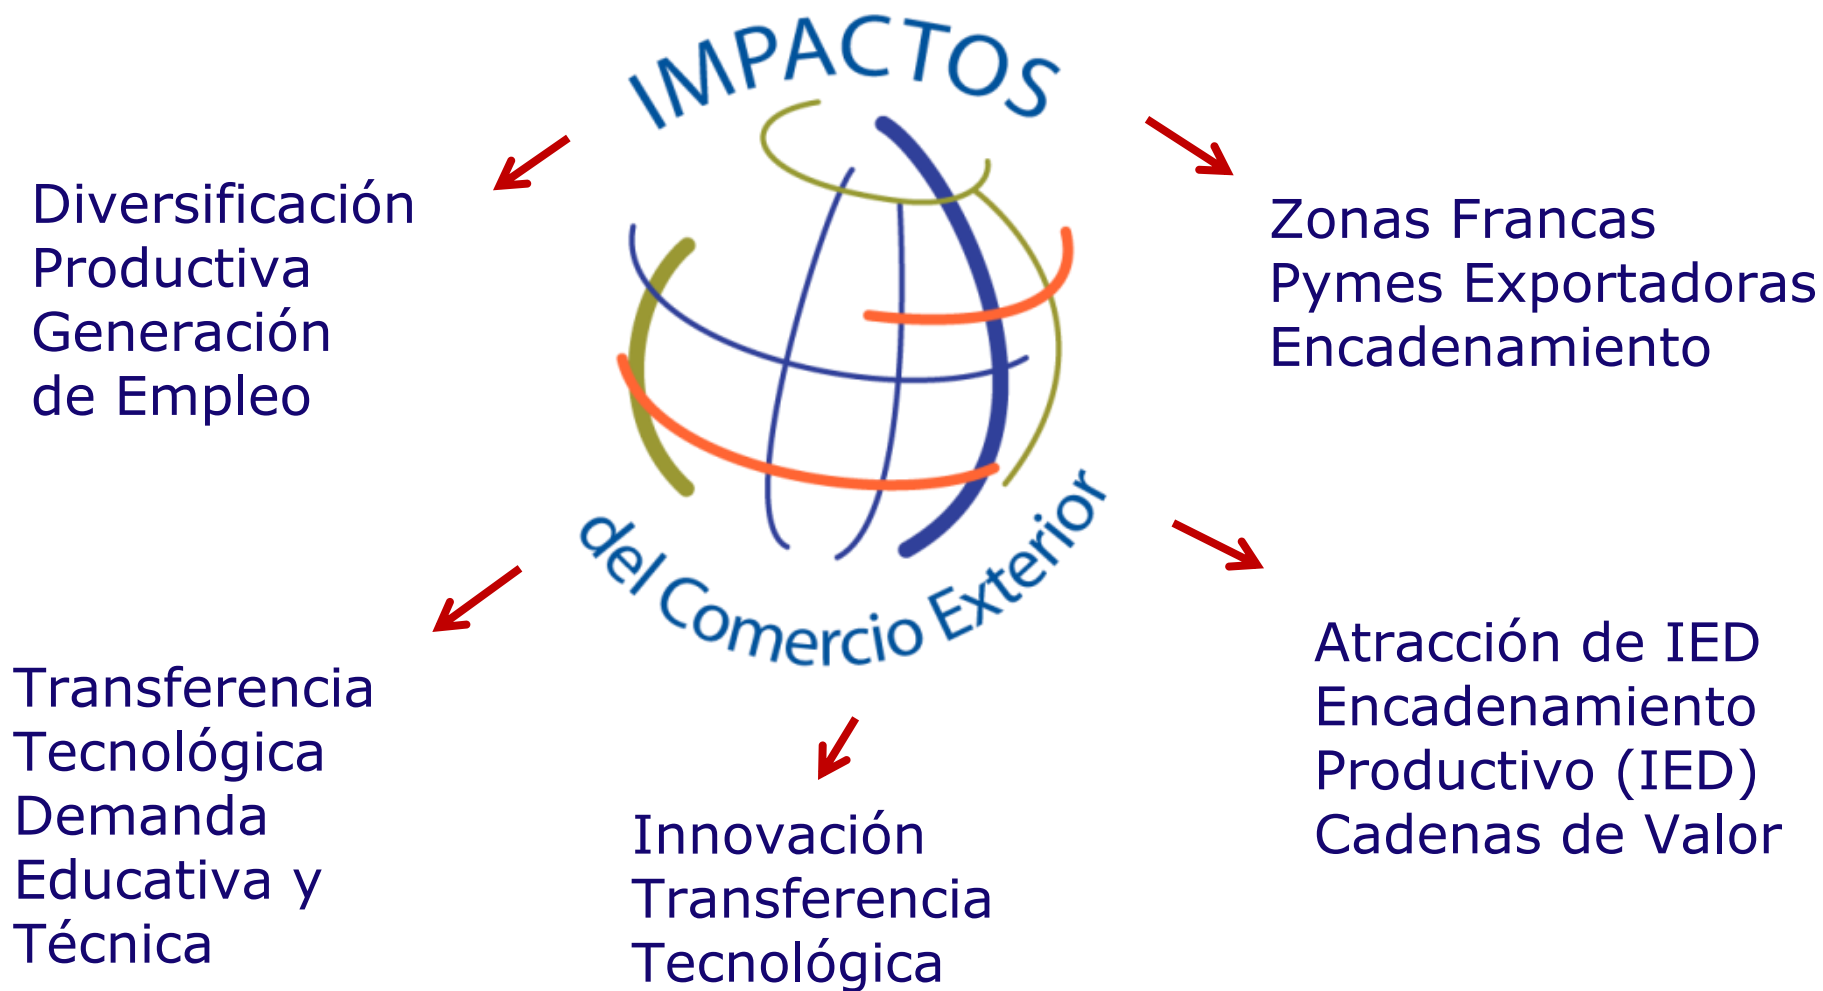 IMPACTOS
del Comercio Exterior
Diversificación
Productiva
Generación
de Empleo
Zonas Francas
Pymes Exportadoras
Encadenamiento
Transferencia
Tecnológica
Demanda
Educativa y
Técnica
Innovación
Transferencia
Tecnológica
Atracción de IED
Encadenamiento
Productivo (IED)
Cadenas de Valor